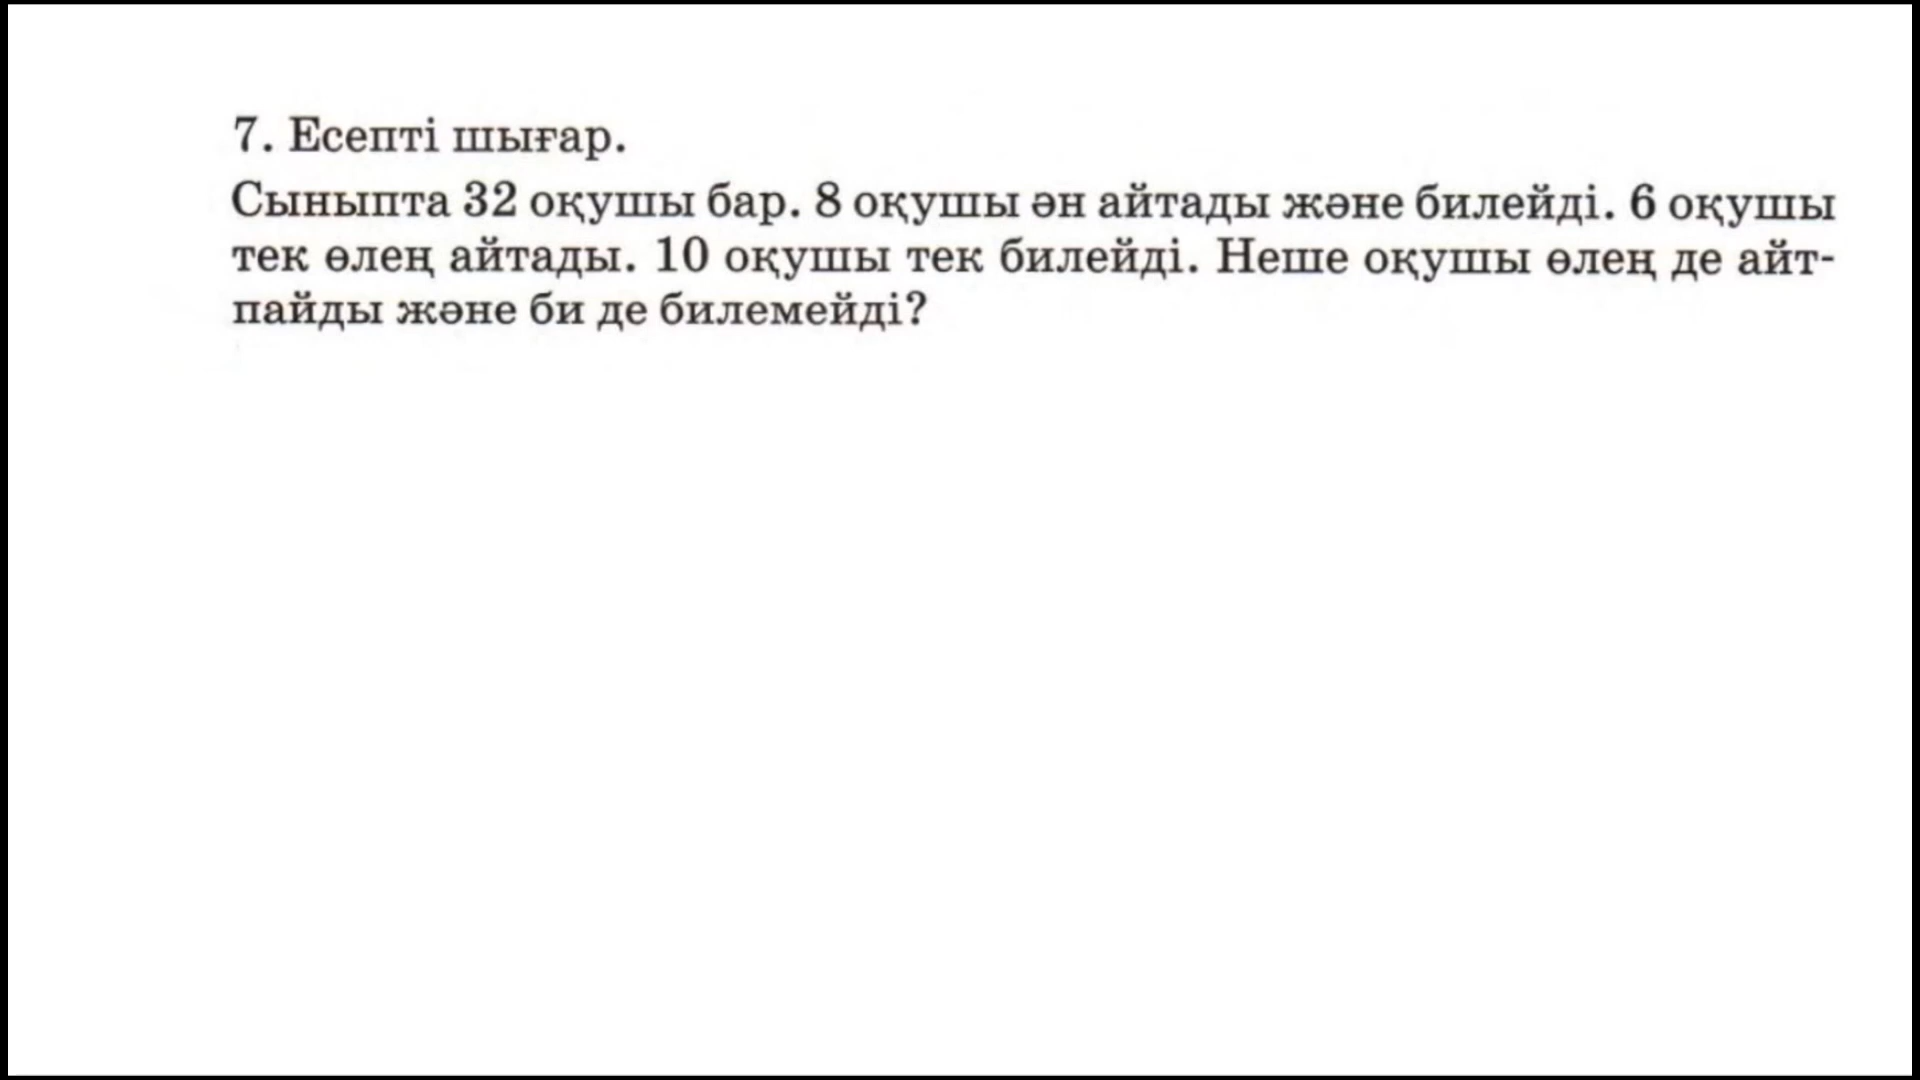 7. Есепті шығар.
Сыныпта 32 оқушы бар. 8 оқушы ән айтады және билейді. 6 оқушы
тек өлең айтады. 10 оқушы тек билейді. Неше оқушы өлең де айт-
пайды және би де билемейді?